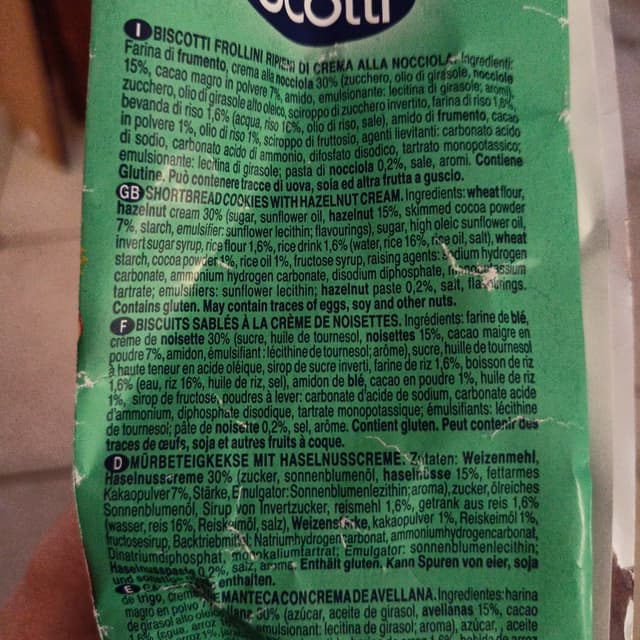 scotti
I BISCOTTI FROLLINI RIPIENI DI CREMA ALLA NOCCIOLA. Ingredienti:
Farina di frumento, crema alla nocciola 30% (zucchero, olio di girasole, nocciole
15%, cacao magro in polvere 7%, amido, emulsionante: lecitina di girasole; aromi),
zucchero, olio di girasole alto oleico, sciroppo di zucchero invertito, farina di riso 1,6%,
bevanda di riso 1,6% (acqua, riso 16%, olio di riso, sale), amido di frumento, cacao
in polvere 1%, olio di riso 1%, sciroppo di fruttosio, agenti lievitanti: carbonato acido
di sodio, carbonato acido di ammonio, difosfato disodico, tartrato monopotassico;
emulsionante: lecitina di girasole; pasta di nocciola 0,2%, sale, aromi. Contiene
Glutine. Può contenere tracce di uova, soia ed altra frutta a guscio.
GB SHORTBREAD COOKIES WITH HAZELNUT CREAM. Ingredients: wheat flour,
hazelnut cream 30% (sugar, sunflower oil, hazelnut 15%, skimmed cocoa powder
7%, starch, emulsifier: sunflower lecithin; flavourings), sugar, high oleic sunflower oil,
invert sugar syrup, rice flour 1,6%, rice drink 1,6% (water, rice 16%, rice oil, salt), wheat
starch, cocoa powder 1%, rice oil 1%, fructose syrup, raising agents: sodium hydrogen
carbonate, ammonium hydrogen carbonate, disodium diphosphate, monopotassium
tartrate; emulsifiers: sunflower lecithin; hazelnut paste 0,2%, salt, flavourings.
Contains gluten. May contain traces of eggs, soy and other nuts.
F BISCUITS SABLÉS À LA CRÈME DE NOISETTES. Ingrédients: farine de blé,
crème de noisette 30% (sucre, huile de tournesol, noisettes 15%, cacao maigre en
poudre 7%, amidon, émulsifiant: lécithine de tournesol; arôme), sucre, huile de tournesol
à haute teneur en acide oléique, sirop de sucre inverti, farine de riz 1,6%, boisson de riz
1,6% (eau, riz 16%, huile de riz, sel), amidon de blé, cacao en poudre 1%, huile de riz
1%, sirop de fructose, poudres à lever: carbonate d'acide de sodium, carbonate acide
d'ammonium, diphosphate disodique, tartrate monopotassique; émulsifiants: lécithine
de tournesol; pâte de noisette 0,2%, sel, arôme. Contient gluten. Peut contenir des
traces de œufs, soja et autres fruits à coque.
D MÜRBETEIGKEKSE MIT HASELNUSSCREME. Zutaten: Weizenmehl,
Haselnusscreme 30% (zucker, sonnenblumenöl, haselnüsse 15%, fettarmes
Kakaopulver 7%, Stärke, Emulgator: Sonnenblumenlezithin; aroma), zucker, ölreiches
Sonnenblumenöl, Sirup von Invertzucker, reismehl 1,6%, getrank aus reis 1,6%
(wasser, reis 16%, Reiskeimöl, salz), Weizenstärke, kakaopulver 1%, Reiskeimöl 1%,
fructosesirup, Backtriebmittel: Natriumhydrogencarbonat, ammoniumhydrogencarbonat,
Dinatriumdiphosphat, monokaliumtartrat; Emulgator: sonnenblumenlecithin;
Haselnusspaste 0,2%, salz, aroma. Enthält gluten. Kann Spuren von eier, soja
und enthalten.
E MANTECA CON CREMA DE AVELLANA. Ingredientes: harina
de trigo, crema 30% (azúcar, aceite de girasol, avellanas 15%, cacao
magro en polvo emulsionante: lecitina de girasol; aroma), azúcar, aceite
de girasol alto